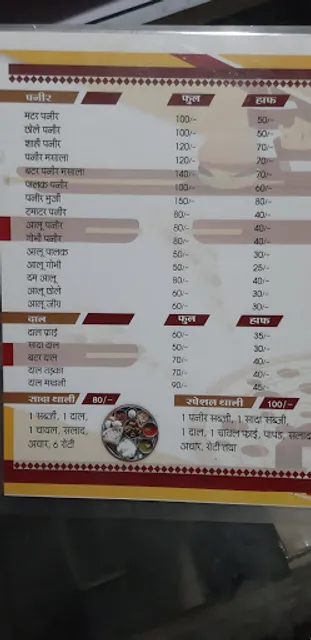 पनीर फुल हाफ
मटर पनीर 100/- 50/-
छोले पनीर 100/- 50/-
शाही पनीर 120/- 70/-
पनीर मसाला 120/- 70/-
बटर पनीर मसाला 140/- 70/-
पालक पनीर 100/- 60/-
पनीर भुर्जी 150/- 80/-
टमाटर पनीर 80/- 40/-
आलू पनीर 80/- 40/-
गोभी पनीर 80/- 40/-
आलू पालक 50/- 30/-
आलू गोभी 50/- 25/-
दम आलू 80/- 40/-
आलू छोले 60/- 30/-
आलू जीरा 60/- 30/-
दाल फुल हाफ
दाल फ्राई 60/- 35/-
सादा दाल 50/- 30/-
बटर दाल 70/- 40/-
दाल तड़का 70/- 40/-
दाल मखनी 90/- 45/-
सादा थाली 80/-
1 सब्जी, 1 दाल,
1 चावल, सलाद,
अचार, 6 रोटी
स्पेशल थाली 100/-
1 पनीर सब्जी, 1 सादा सब्जी,
1 दाल, 1 चावल फ्राई, पापड़, सलाद
अचार, रोटी तंदूर